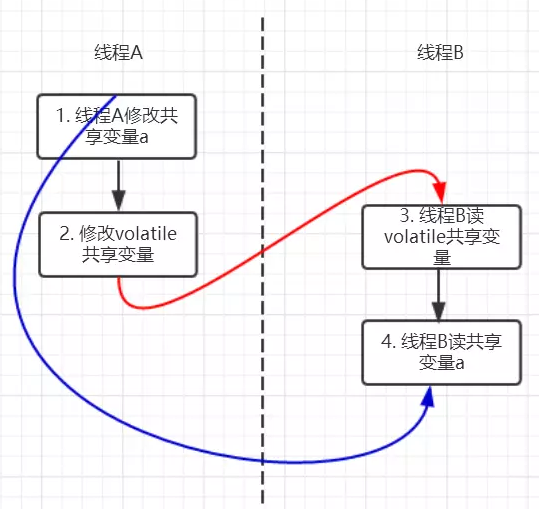 线程A
线程B
1. 线程A修改共
享变量a
2. 修改volatile
共享变量
3. 线程B读
volatile共享变
量
4. 线程B读共享
变量a